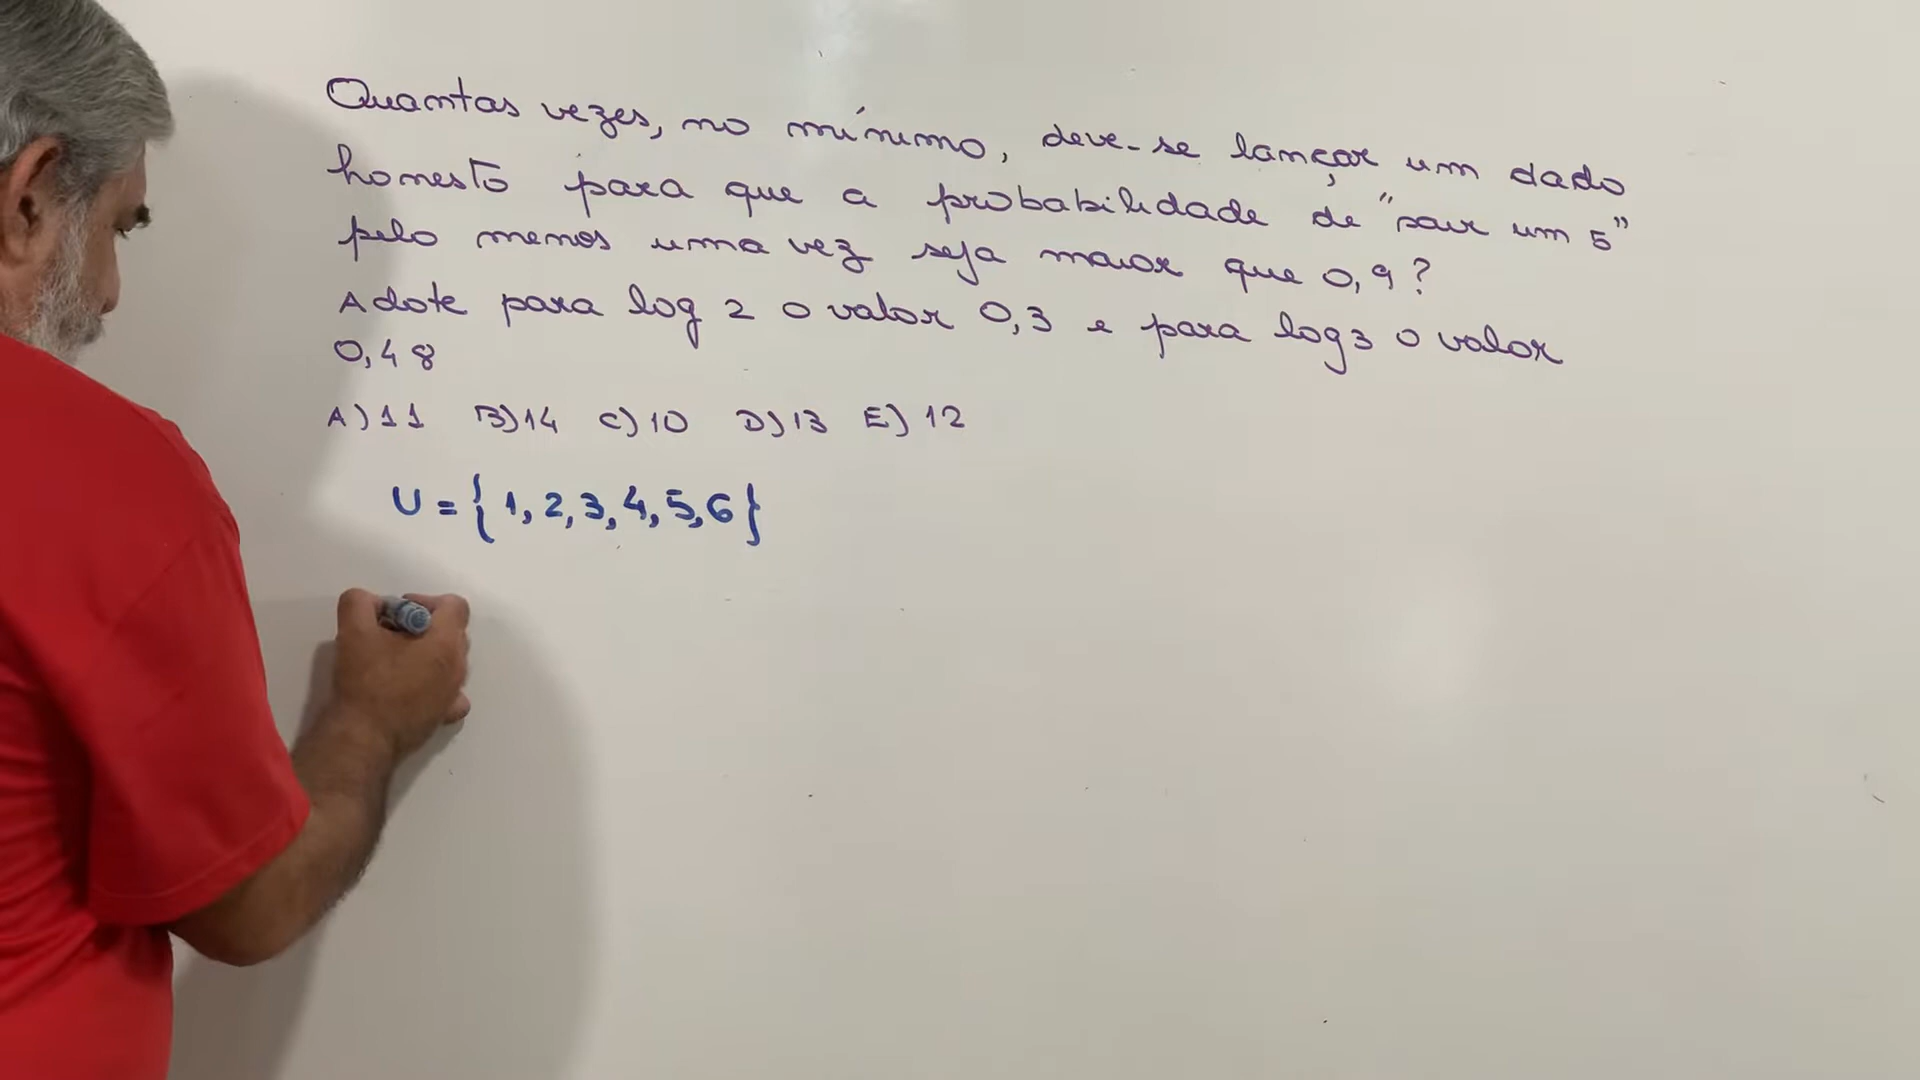 Quantas vezes, no mínimo, deve-se lançar um dado
honesto para que a probabilidade de "sair um 5"
pelo menos uma vez seja maior que 0,9?
Adote para log 2 o valor 0,3 e para log3 o valor
0,48
A) 11 B) 14 C) 10 D) 13 E) 12
U = { 1, 2, 3, 4, 5, 6 }